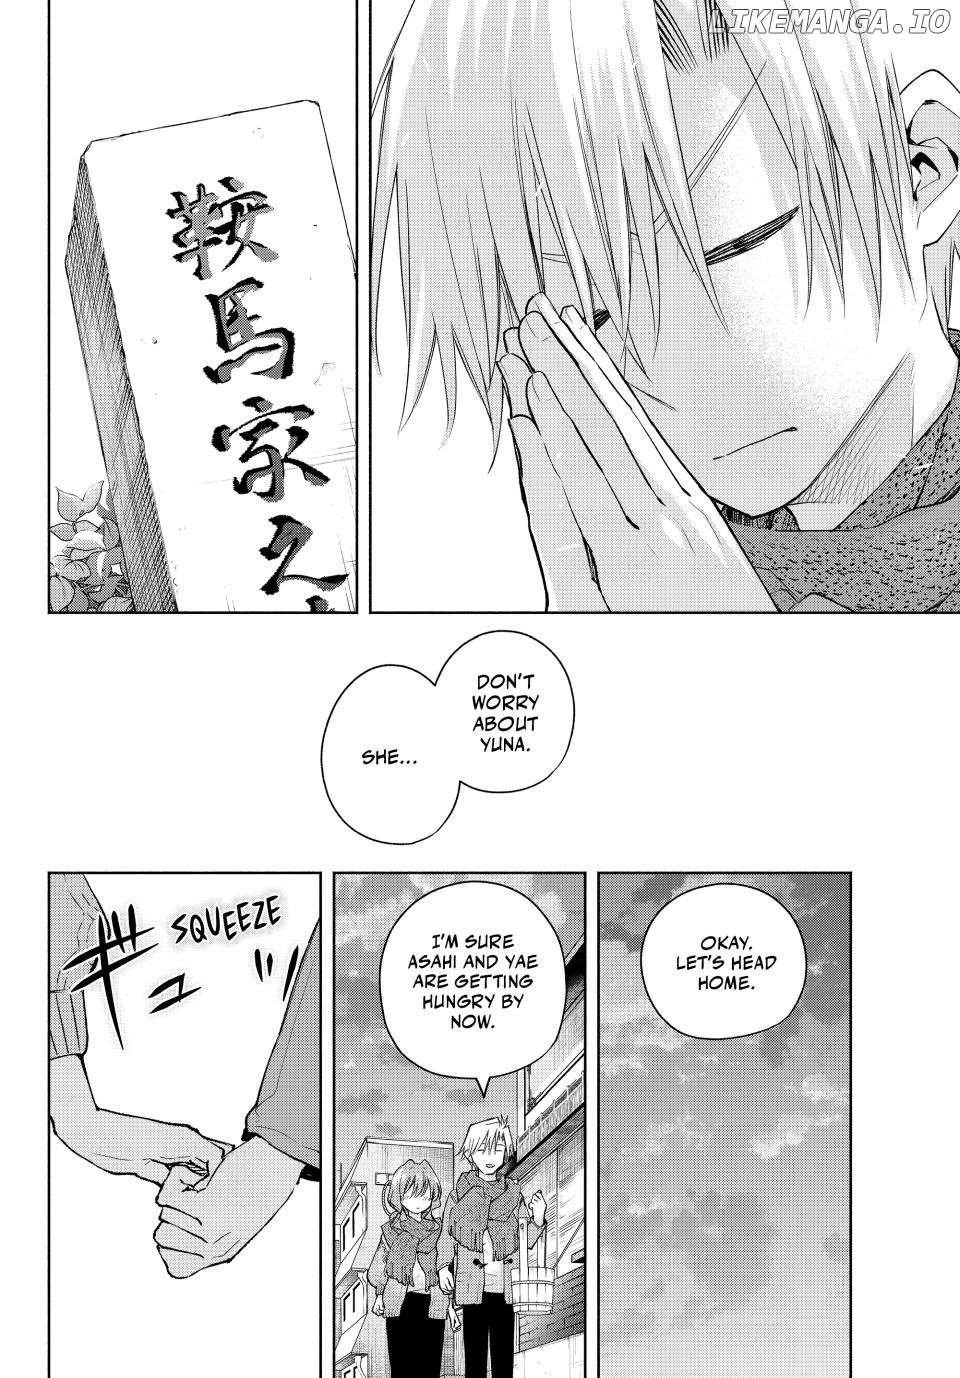 LIKEMANGA.IO
鞍馬家久
DON'T
WORRY
ABOUT
YUNA.
SHE...
OKAY.
LET'S HEAD
HOME.
I'M SURE
ASAHI AND YAE
ARE GETTING
HUNGRY BY
NOW.
SQUEEZE
ギュ